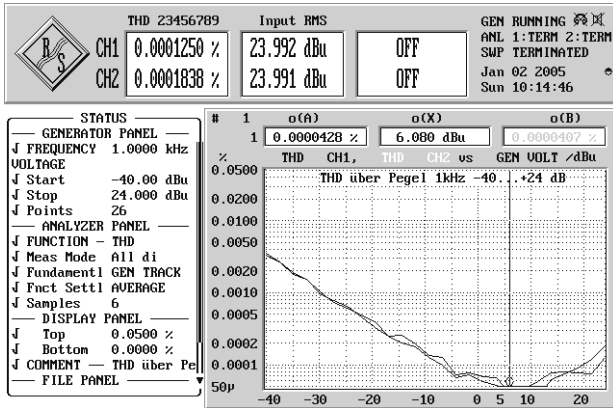 R S
THD 23456789 Input RMS
CH1 0.0001250 % 23.992 dBu OFF
CH2 0.0001838 % 23.991 dBu OFF
GEN RUNNING
ANL 1:TERM 2:TERM
SWP TERMINATED
Jan 02 2005
Sun 10:14:46
STATUS
GENERATOR PANEL
FREQUENCY 1.0000 kHz
VOLTAGE
Start -40.00 dBu
Stop 24.000 dBu
Points 26
ANALYZER PANEL
FUNCTION - THD
Meas Mode All di
Fundamentl GEN TRACK
Fnct Settl AVERAGE
Samples 6
DISPLAY PANEL
Top 0.0500 %
Bottom 0.0000 %
COMMENT — THD über Pe
FILE PANEL
# 1 o(A) o(X) o(B)
1 0.0000428 % 6.080 dBu 0.0000407 %
% THD CH1, THD CH2 vs GEN VOLT /dBu
THD über Pegel 1kHz -40...+24 dB
0.0500
0.0200
0.0100
0.0050
0.0020
0.0010
0.0005
0.0002
0.0001
50µ
-40 -30 -20 -10 0 5 10 20